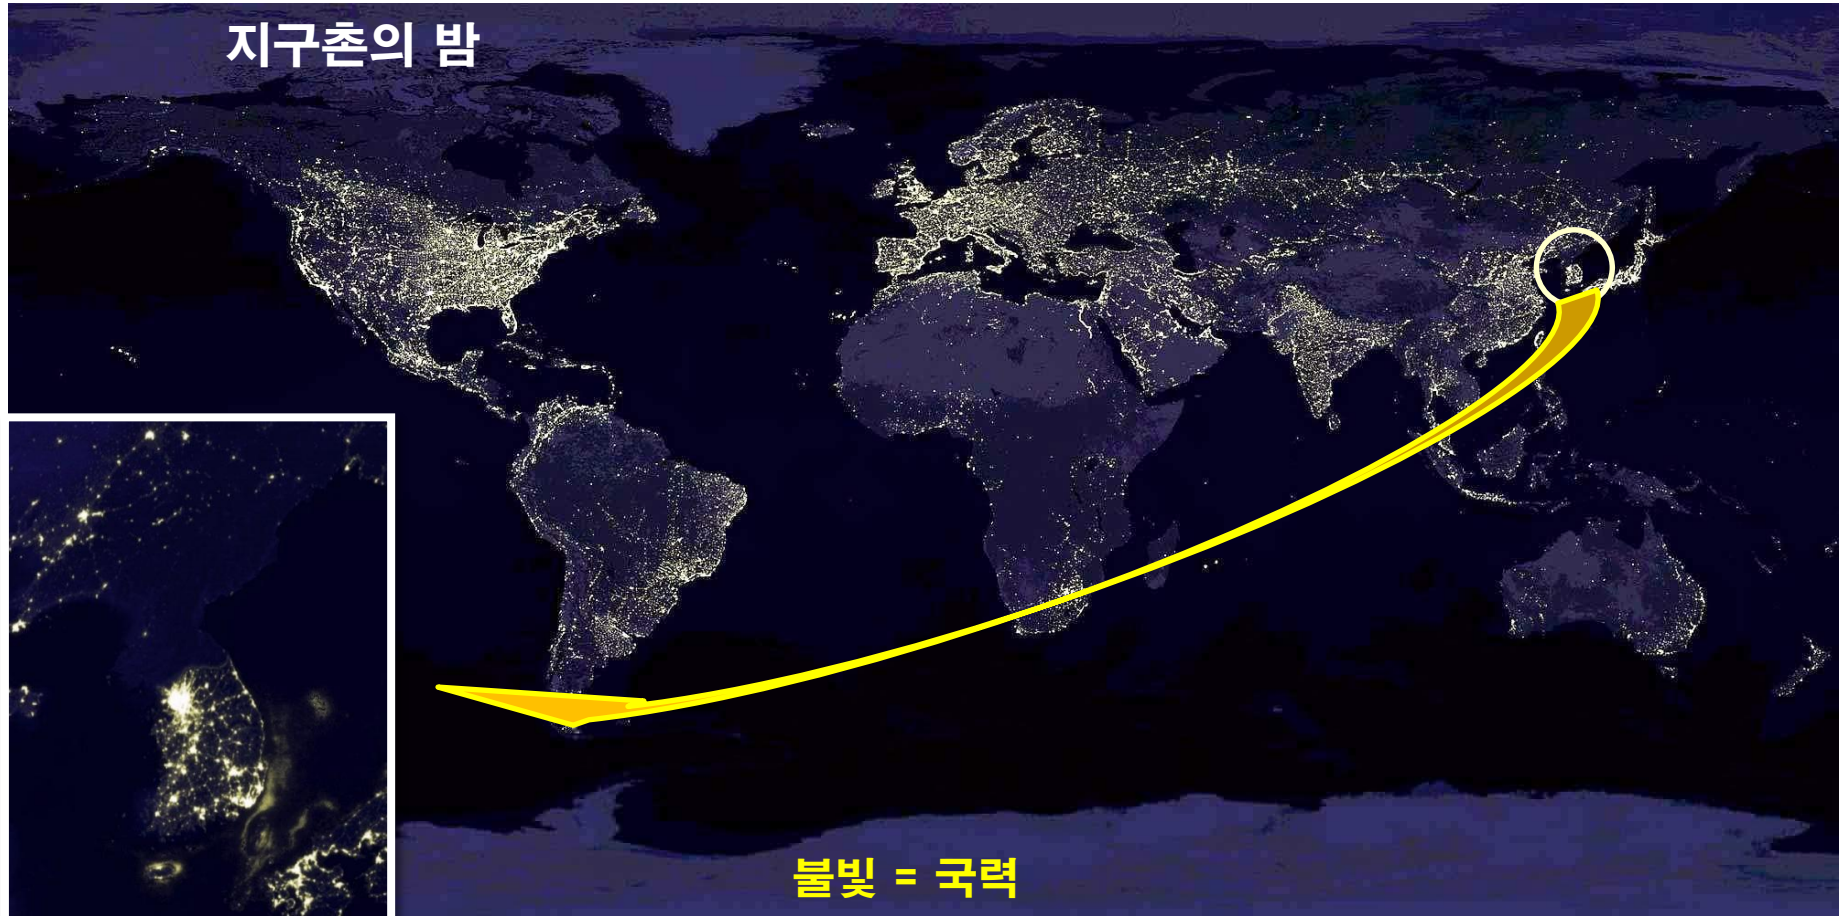 지구촌의 밤
불빛 = 국력